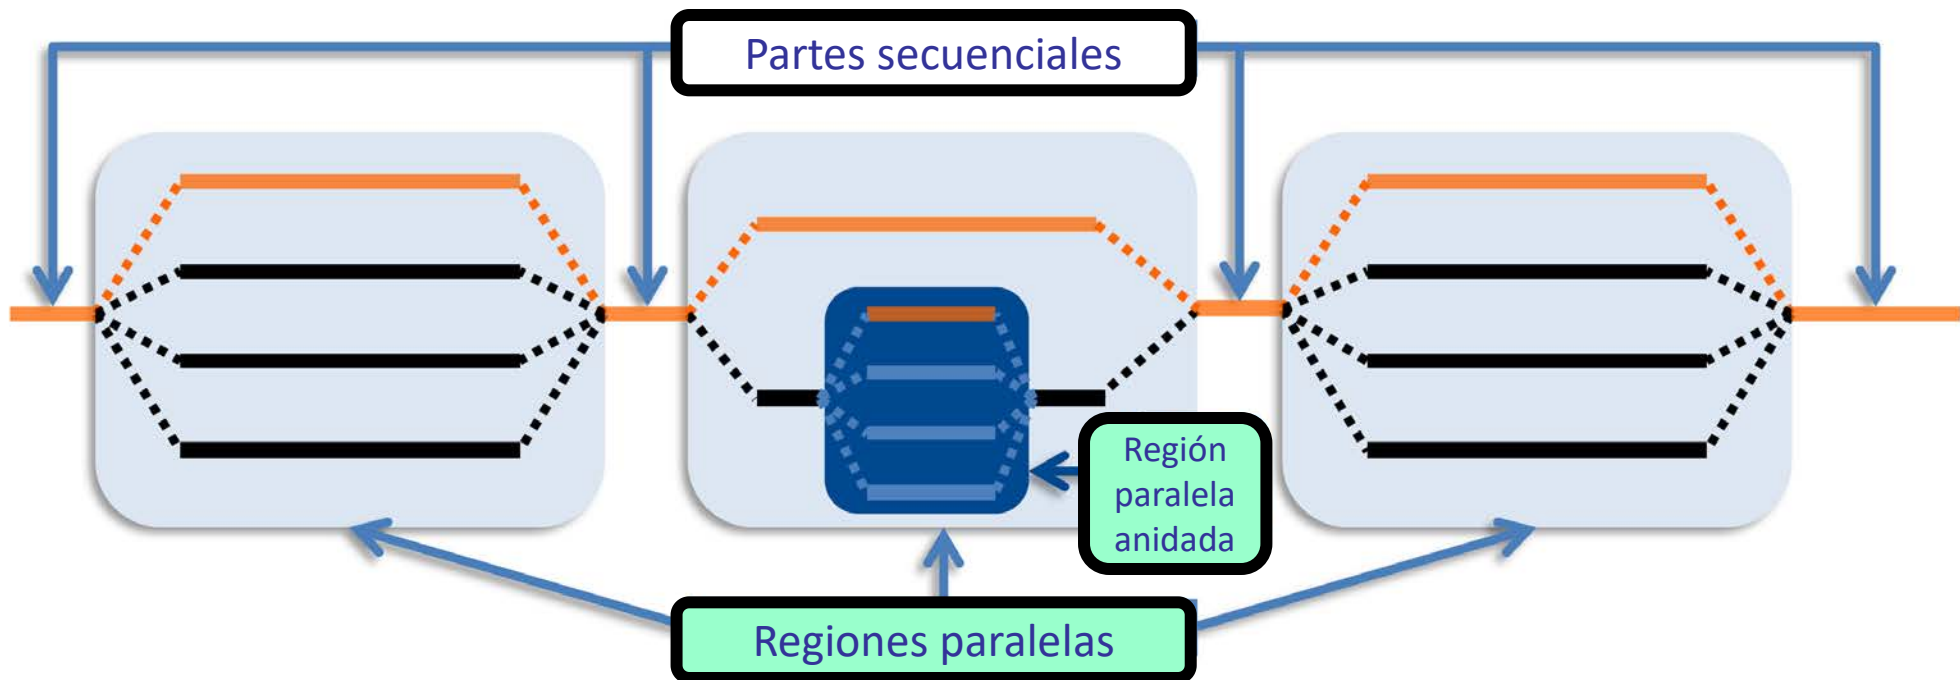 Partes secuenciales
Región
paralela
anidada
Regiones paralelas